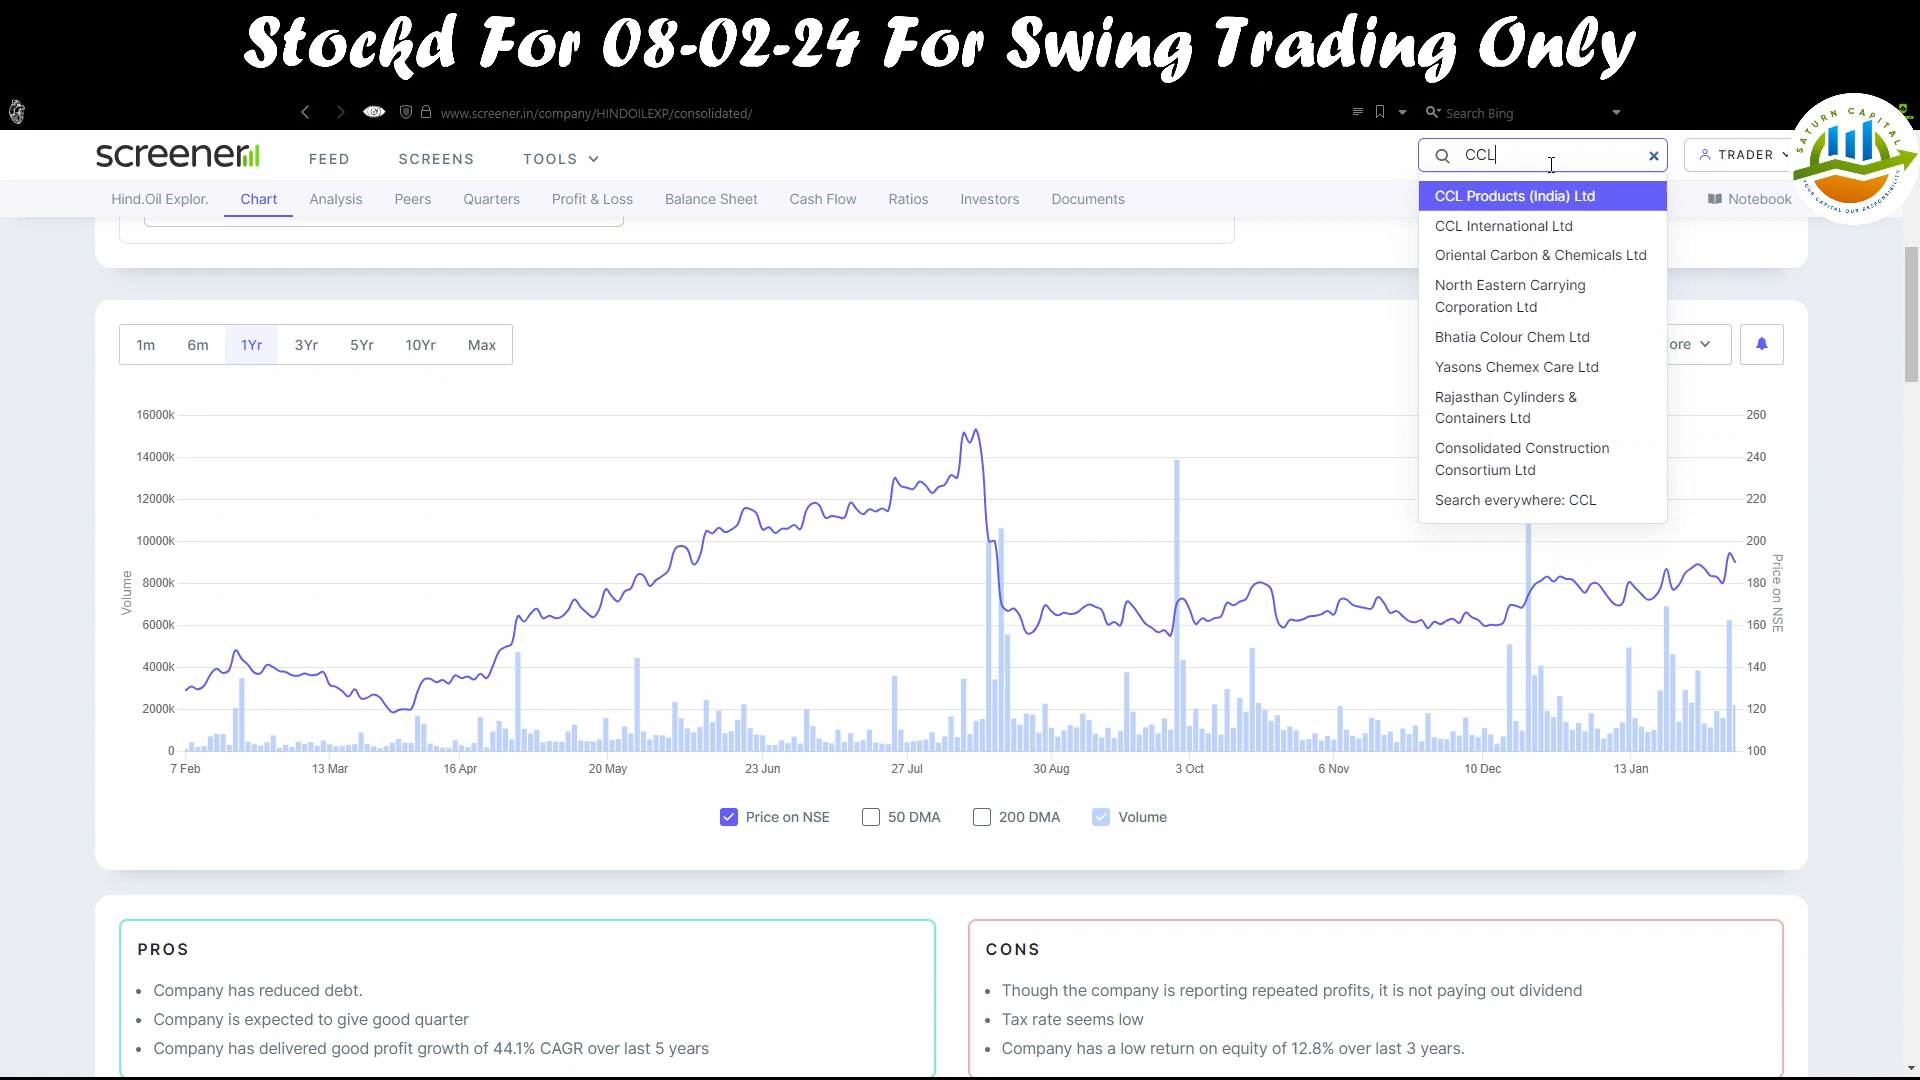 Stockd For 08-02-24 For Swing Trading Only
www.screener.in/company/HINDOILEXP/consolidated/
Search Bing
screener
FEED
SCREENS
TOOLS
CCL
TRADER
SATURN CAPITAL
YOUR CAPITAL OUR RESPONSIBILITY
Hind.Oil Explor.
Chart
Analysis
Peers
Quarters
Profit & Loss
Balance Sheet
Cash Flow
Ratios
Investors
Documents
Notebook
CCL Products (India) Ltd
CCL International Ltd
Oriental Carbon & Chemicals Ltd
North Eastern Carrying
Corporation Ltd
Bhatia Colour Chem Ltd
Yasons Chemex Care Ltd
Rajasthan Cylinders &
Containers Ltd
Consolidated Construction
Consortium Ltd
Search everywhere: CCL
1m
6m
1Yr
3Yr
5Yr
10Yr
Max
ore
16000k
14000k
12000k
10000k
8000k
6000k
4000k
2000k
0
Volume
260
240
220
200
180
160
140
120
100
Price on NSE
7 Feb
13 Mar
16 Apr
20 May
23 Jun
27 Jul
30 Aug
3 Oct
6 Nov
10 Dec
13 Jan
Price on NSE
50 DMA
200 DMA
Volume
PROS
Company has reduced debt.
Company is expected to give good quarter
Company has delivered good profit growth of 44.1% CAGR over last 5 years
CONS
Though the company is reporting repeated profits, it is not paying out dividend
Tax rate seems low
Company has a low return on equity of 12.8% over last 3 years.